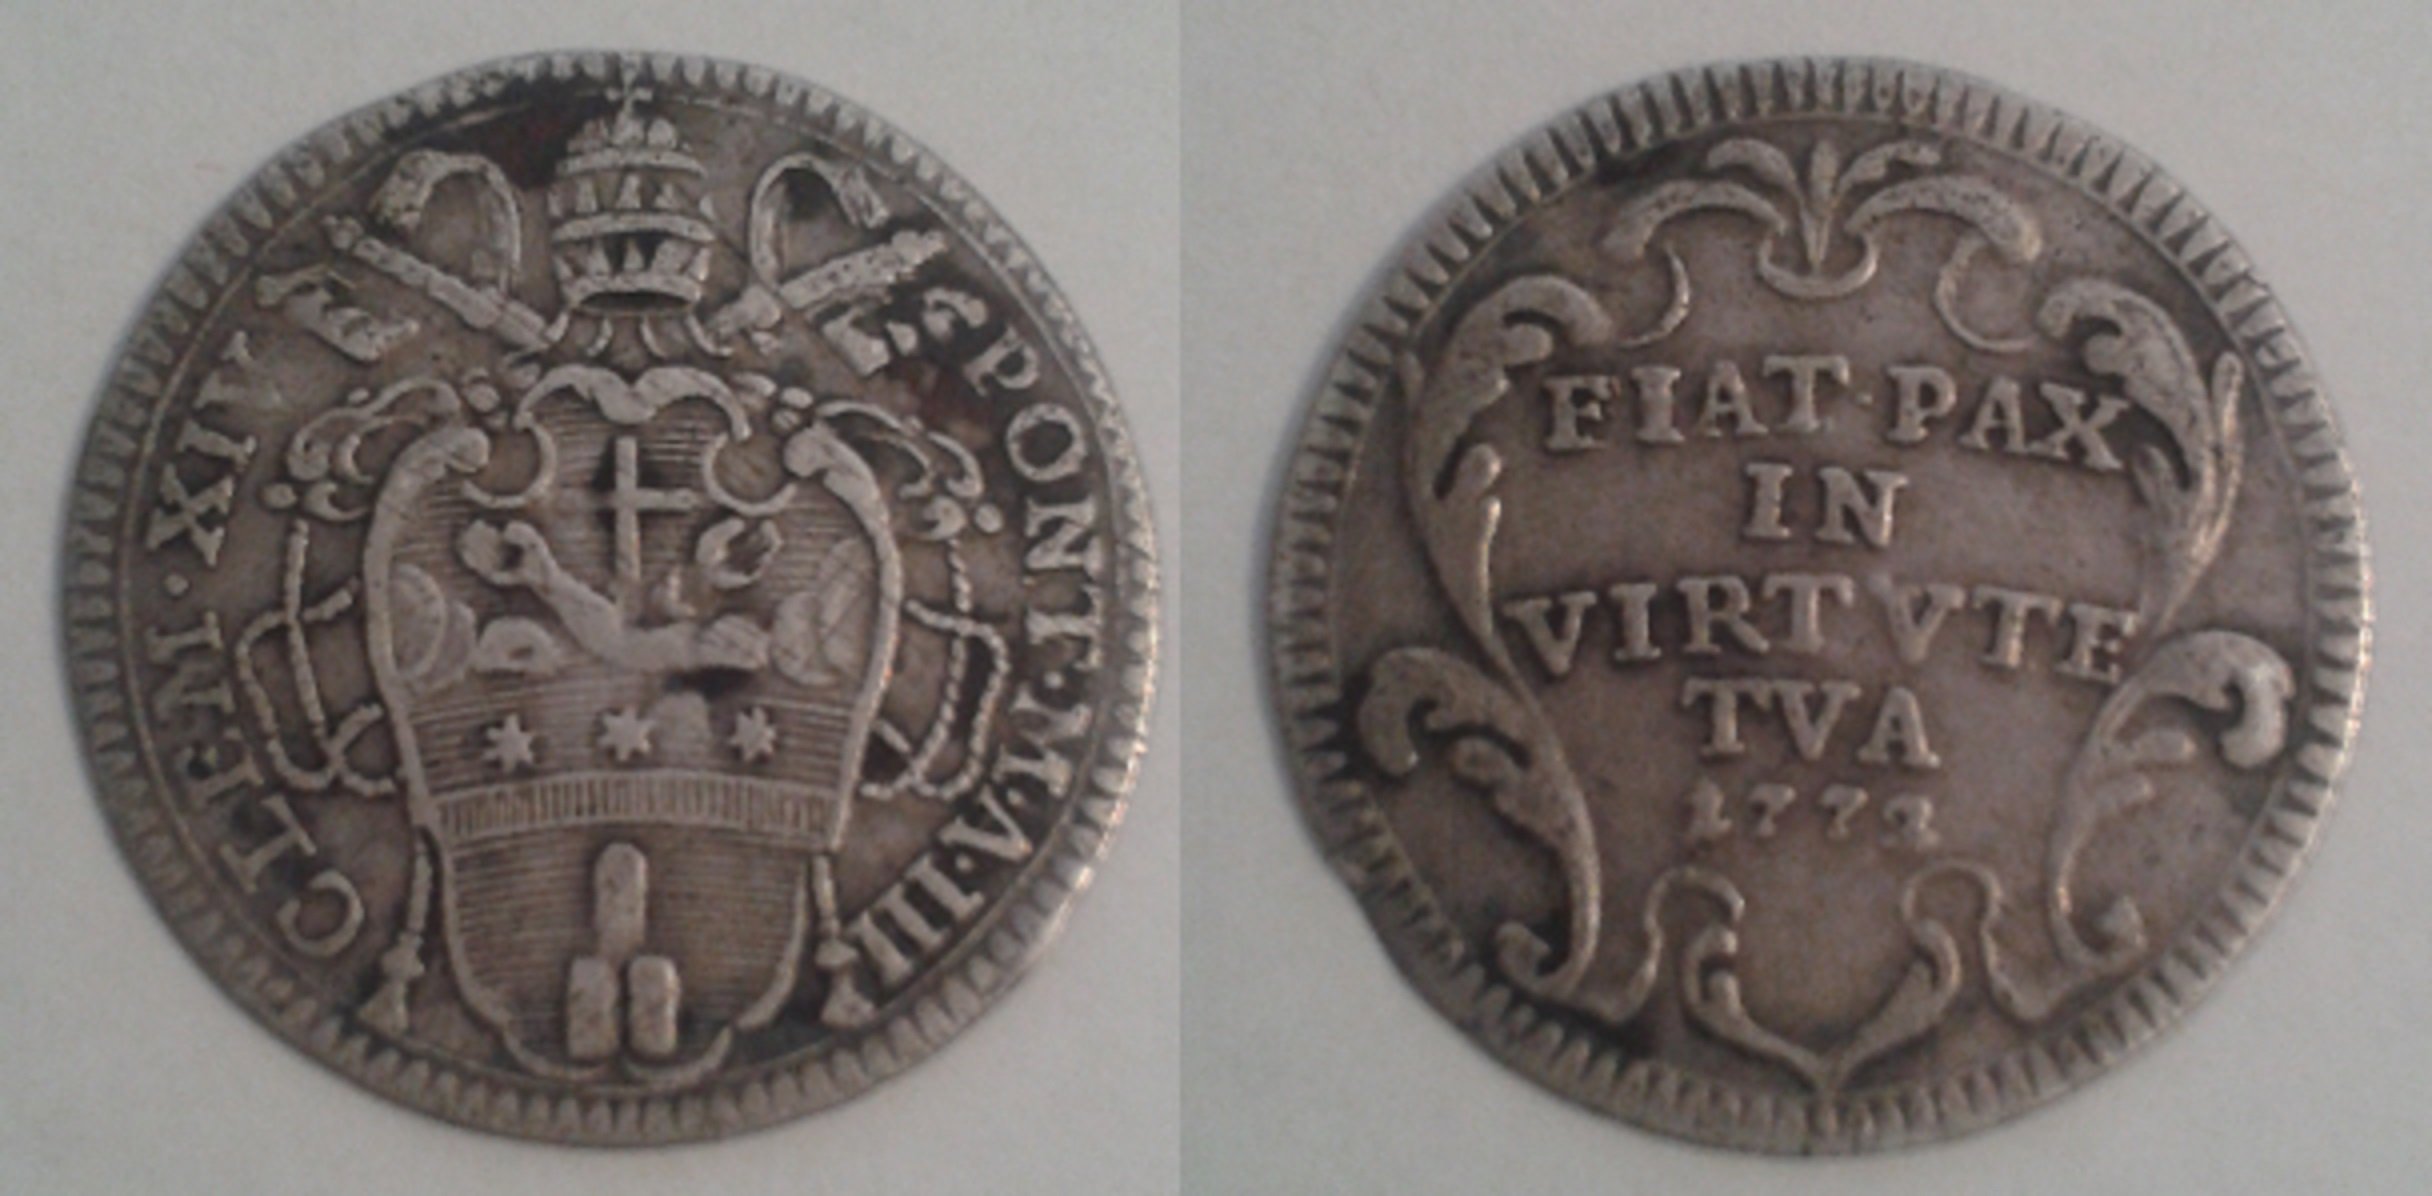 CLEM·XIV
PONT·M·A·III
FIAT·PAX
IN
VIRTVTE
TVA
1772